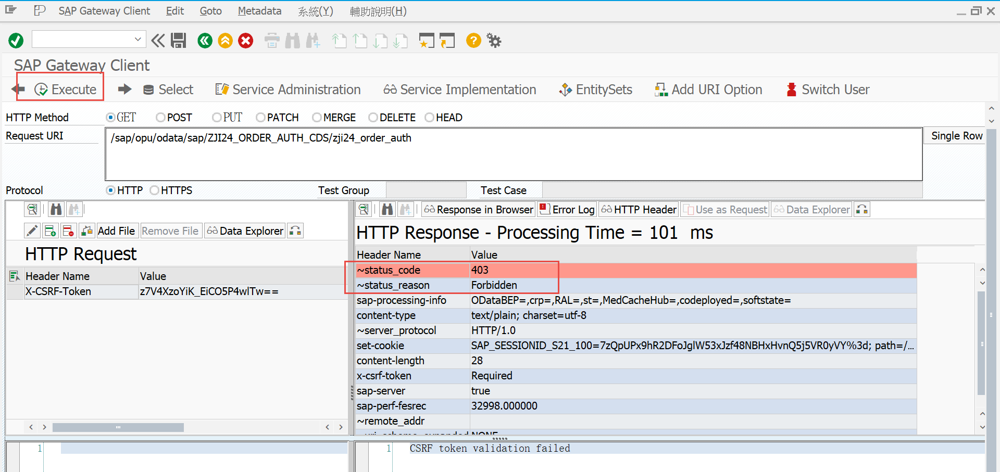 SAP Gateway Client Edit Goto Metadata 系統(Y) 輔助說明(H)
SAP Gateway Client
Execute Select Service Administration Service Implementation EntitySets Add URI Option Switch User
HTTP Method GET POST PUT PATCH MERGE DELETE HEAD
Request URI /sap/opu/odata/sap/ZJI24_ORDER_AUTH_CDS/zji24_order_auth Single Row
Protocol HTTP HTTPS Test Group Test Case
Response in Browser Error Log HTTP Header Use as Request Data Explorer
Add File Remove File Data Explorer
HTTP Response - Processing Time = 101 ms
HTTP Request
Header Name Value
X-CSRF-Token z7V4XzoYiK_EiCO5P4wlTw==
Header Name Value
~status_code 403
~status_reason Forbidden
sap-processing-info ODataBEP=,crp=,RAL=,st=,MedCacheHub=,codeployed=,softstate=
content-type text/plain; charset=utf-8
~server_protocol HTTP/1.0
set-cookie SAP_SESSIONID_S21_100=7zQpUPx9hR2DFoJglW53xJzf48NBHxHvnQ5j5VR0yVY%3d; path=/...
content-length 28
x-csrf-token Required
sap-server true
sap-perf-fesrec 32998.000000
~remote_addr
1
1 CSRF token validation failed